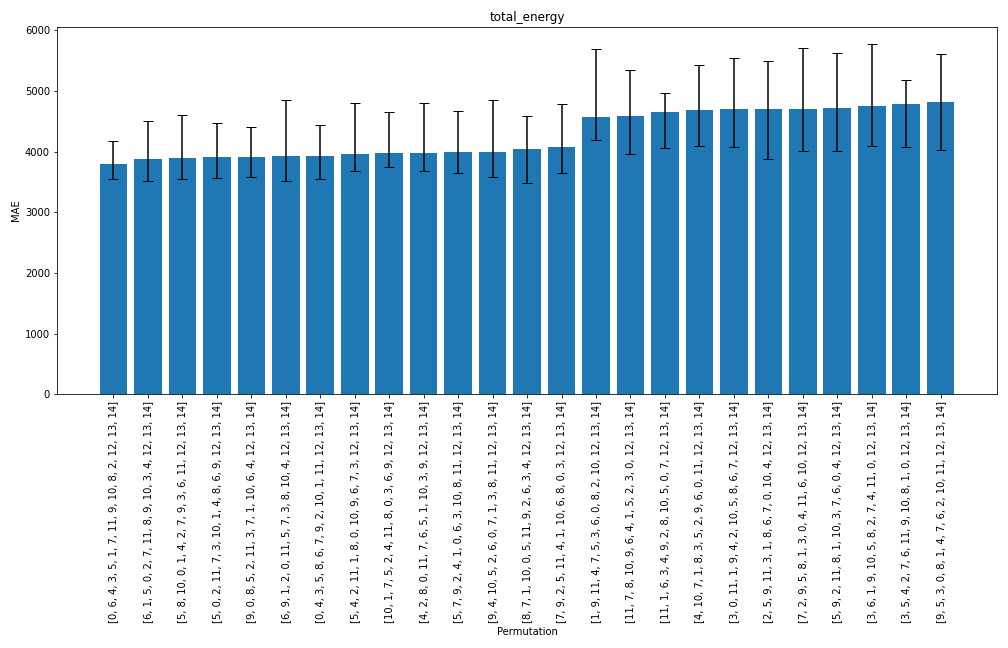 total_energy
6000
5000
4000
3000
2000
1000
0
MAE
[0, 6, 4, 3, 5, 1, 7, 11, 9, 10, 8, 2, 12, 13, 14]
[6, 1, 5, 0, 2, 7, 11, 8, 9, 10, 3, 4, 12, 13, 14]
[5, 8, 10, 0, 1, 4, 2, 7, 9, 3, 6, 11, 12, 13, 14]
[5, 0, 2, 11, 7, 3, 10, 1, 4, 8, 6, 9, 12, 13, 14]
[9, 0, 8, 5, 2, 11, 3, 7, 1, 10, 6, 4, 12, 13, 14]
[6, 9, 1, 2, 0, 11, 5, 7, 3, 8, 10, 4, 12, 13, 14]
[0, 4, 3, 5, 8, 6, 7, 9, 2, 10, 1, 11, 12, 13, 14]
[5, 4, 2, 11, 1, 8, 0, 10, 9, 6, 7, 3, 12, 13, 14]
[10, 1, 7, 5, 2, 4, 11, 8, 0, 3, 6, 9, 12, 13, 14]
[4, 2, 8, 0, 11, 7, 6, 5, 1, 10, 3, 9, 12, 13, 14]
[5, 7, 9, 2, 4, 1, 0, 6, 3, 10, 8, 11, 12, 13, 14]
[9, 4, 10, 5, 2, 6, 0, 7, 1, 3, 8, 11, 12, 13, 14]
[8, 7, 1, 10, 0, 5, 11, 9, 2, 6, 3, 4, 12, 13, 14]
[7, 9, 2, 5, 11, 4, 1, 10, 6, 8, 0, 3, 12, 13, 14]
[1, 9, 11, 4, 7, 5, 3, 6, 0, 8, 2, 10, 12, 13, 14]
[11, 7, 8, 10, 9, 6, 4, 1, 5, 2, 3, 0, 12, 13, 14]
[11, 1, 6, 3, 4, 9, 2, 8, 10, 5, 0, 7, 12, 13, 14]
[4, 10, 7, 1, 8, 3, 5, 2, 9, 6, 0, 11, 12, 13, 14]
[3, 0, 11, 1, 9, 4, 2, 10, 5, 8, 6, 7, 12, 13, 14]
[2, 5, 9, 11, 3, 1, 8, 6, 7, 0, 10, 4, 12, 13, 14]
[7, 2, 9, 5, 8, 1, 3, 0, 4, 11, 6, 10, 12, 13, 14]
[5, 9, 2, 11, 8, 1, 10, 3, 7, 6, 0, 4, 12, 13, 14]
[3, 6, 1, 9, 10, 5, 8, 2, 7, 4, 11, 0, 12, 13, 14]
[3, 5, 4, 2, 7, 6, 11, 9, 10, 8, 1, 0, 12, 13, 14]
[9, 5, 3, 0, 8, 1, 4, 7, 6, 2, 10, 11, 12, 13, 14]
Permutation